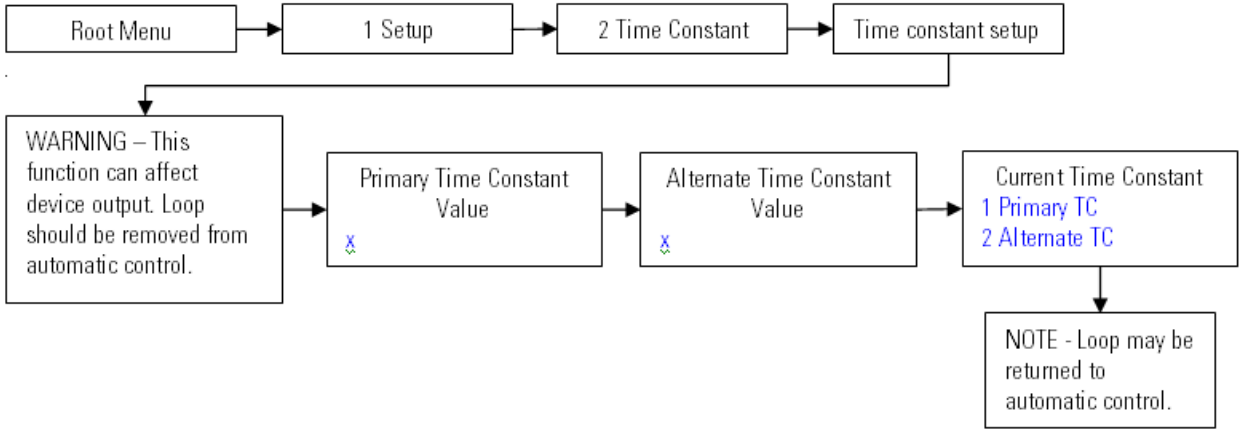 Root Menu
1 Setup
2 Time Constant
Time constant setup
WARNING – This
function can affect
device output. Loop
should be removed from
automatic control.
Primary Time Constant
Value
x
Alternate Time Constant
Value
x
Current Time Constant
1 Primary TC
2 Alternate TC
NOTE - Loop may be
returned to
automatic control.